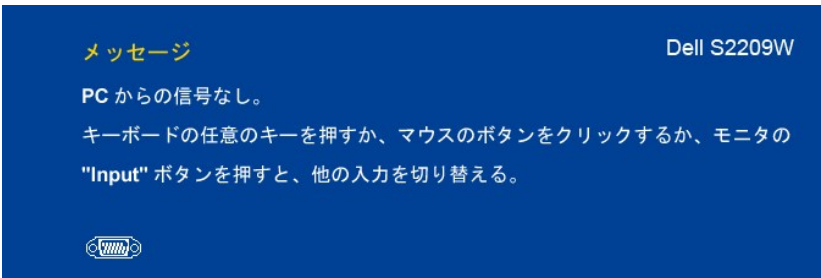 メッセージ
Dell S2209W
PC からの信号なし。
キーボードの任意のキーを押すか、マウスのボタンをクリックするか、モニタの
"Input" ボタンを押すと、他の入力を切り替える。